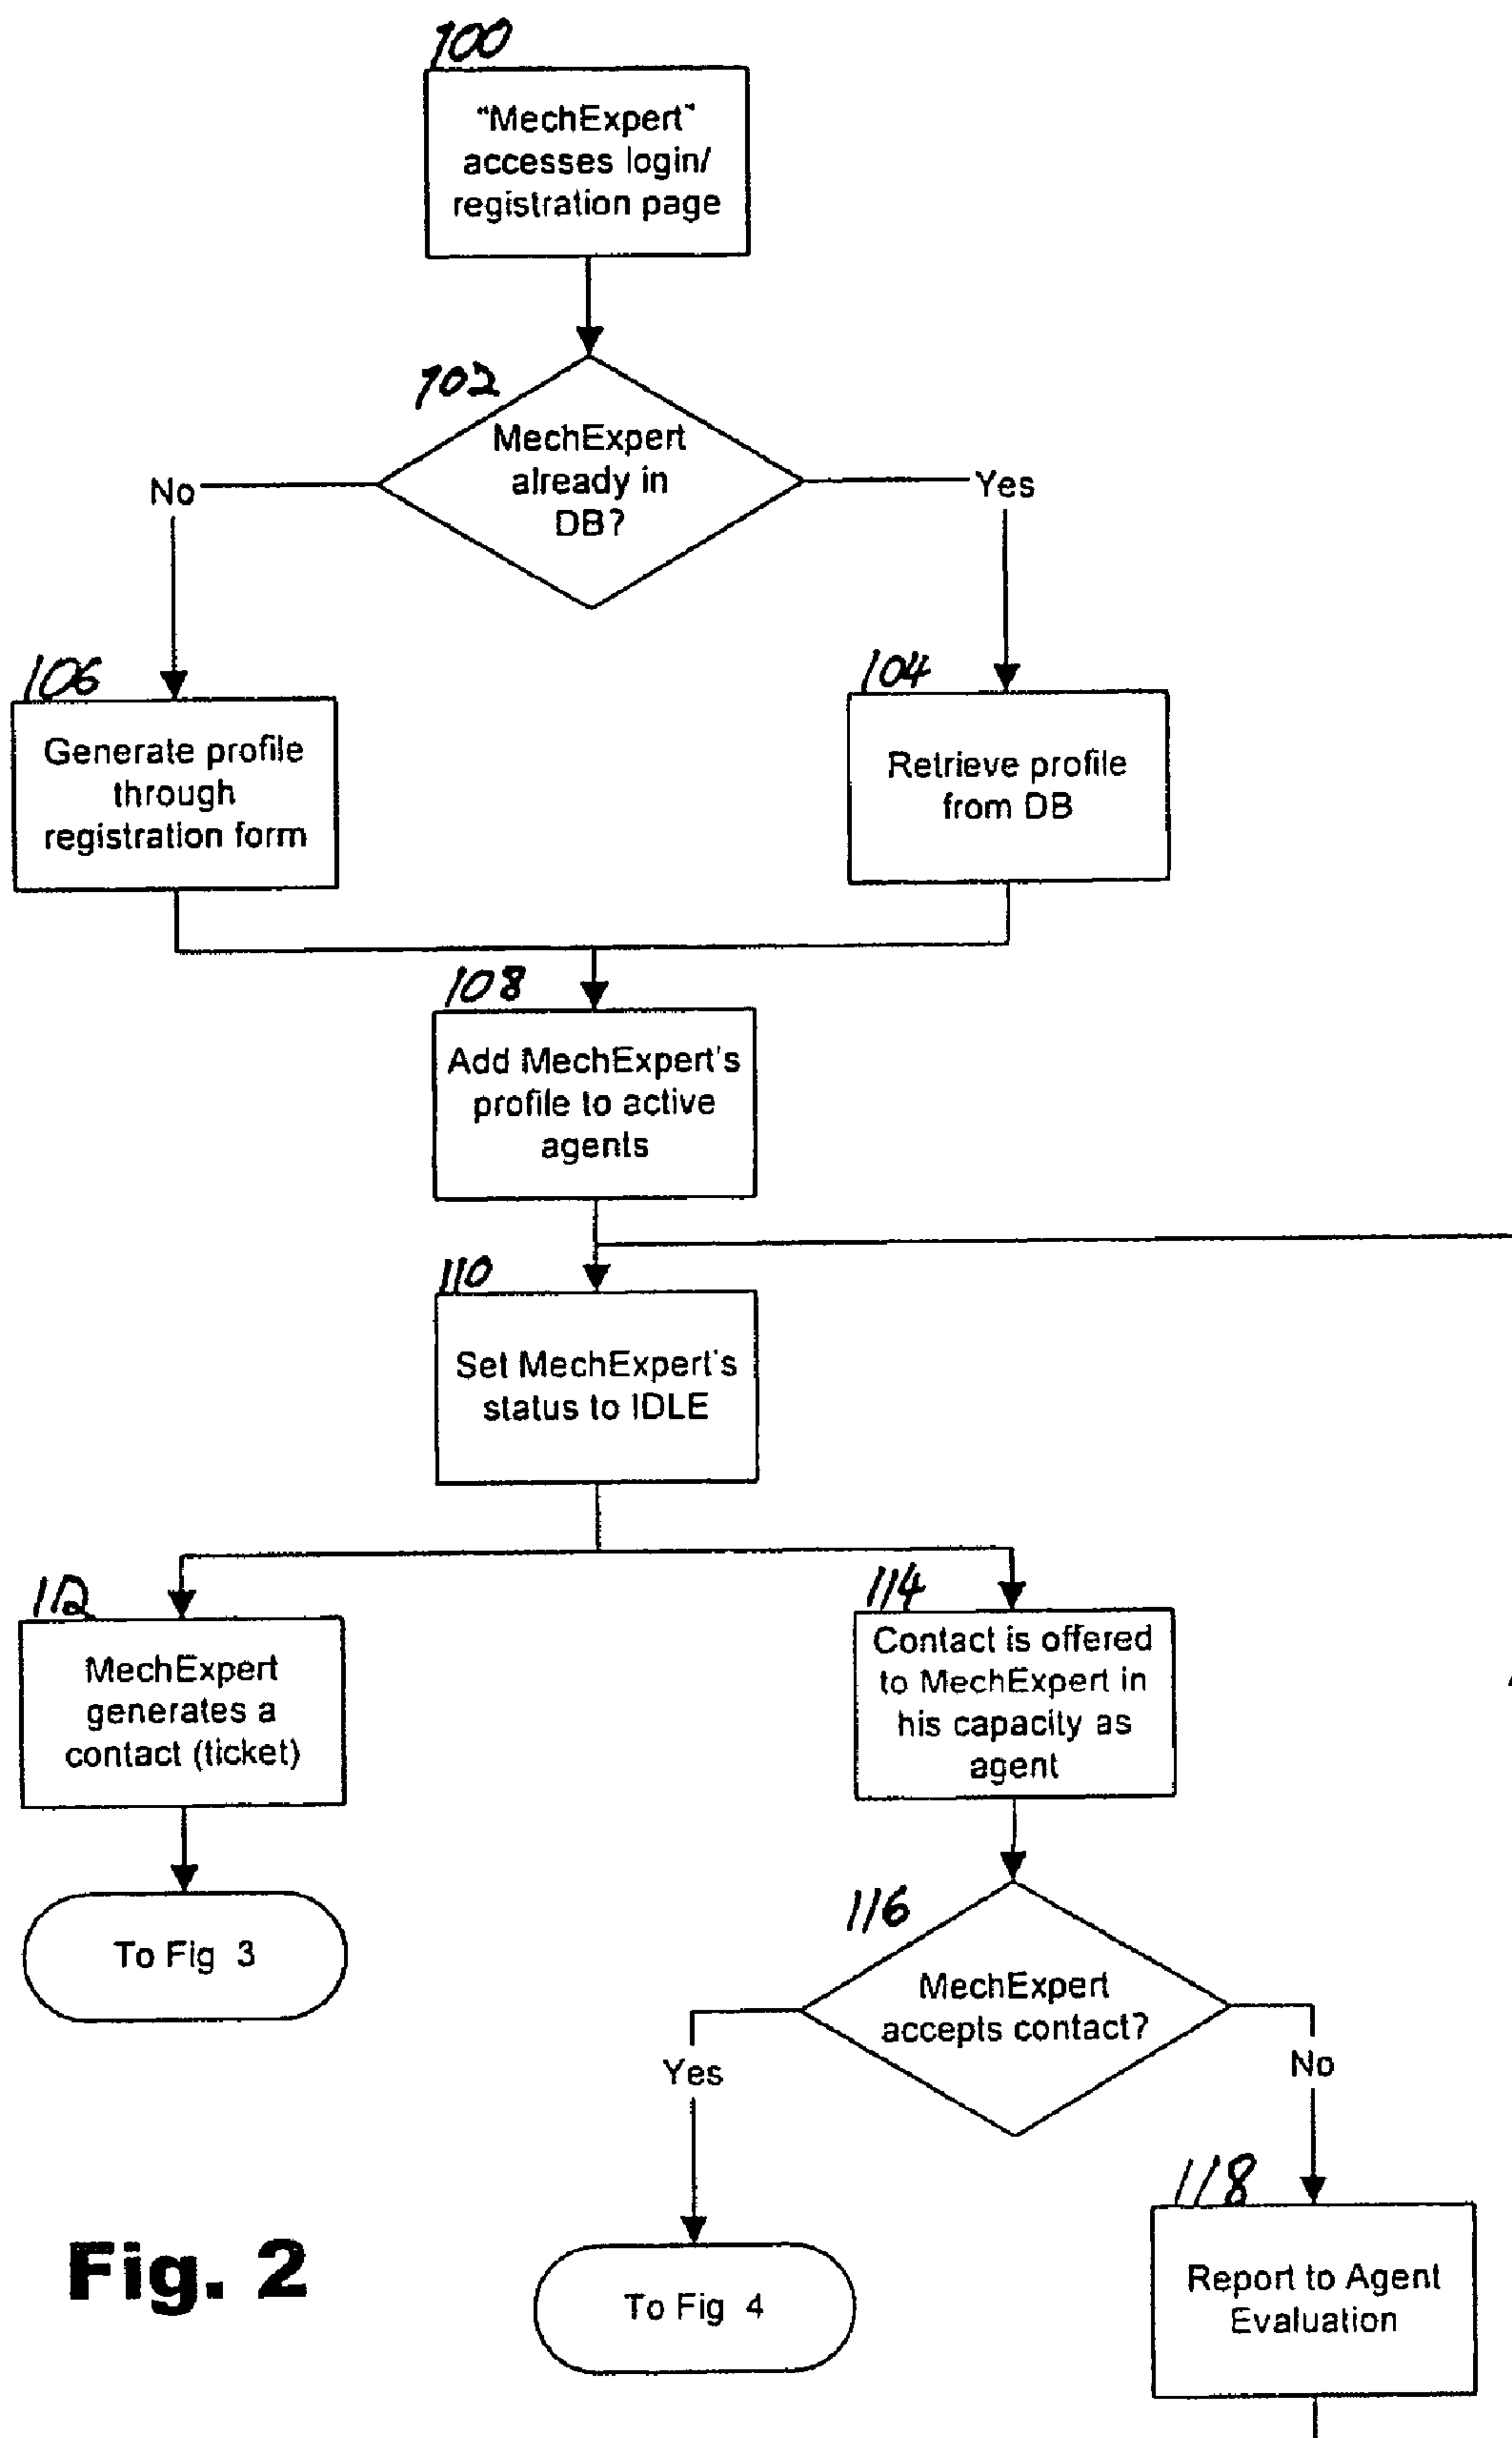 100
"MechExpert"
accesses login/
registration page
102
MechExpert
already in
DB?
No
Yes
106
Generate profile
through
registration form
104
Retrieve profile
from DB
108
Add MechExpert's
profile to active
agents
110
Set MechExpert's
status to IDLE
112
MechExpert
generates a
contact (ticket)
114
Contact is offered
to MechExpert in
his capacity as
agent
To Fig 3
116
MechExpert
accepts contact?
Yes
No
118
Report to Agent
Evaluation
To Fig 4
Fig. 2